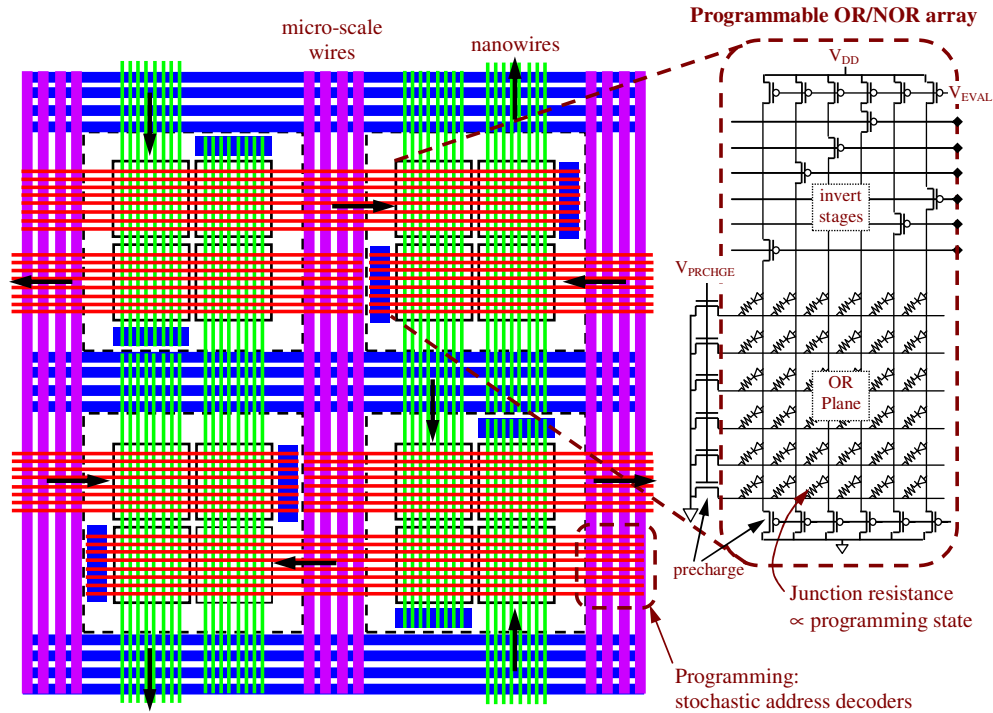 Programmable OR/NOR array
micro-scale
wires
nanowires
V_DD
V_EVAL
invert
stages
V_PRCHGE
OR
Plane
precharge
Junction resistance
∝ programming state
Programming:
stochastic address decoders